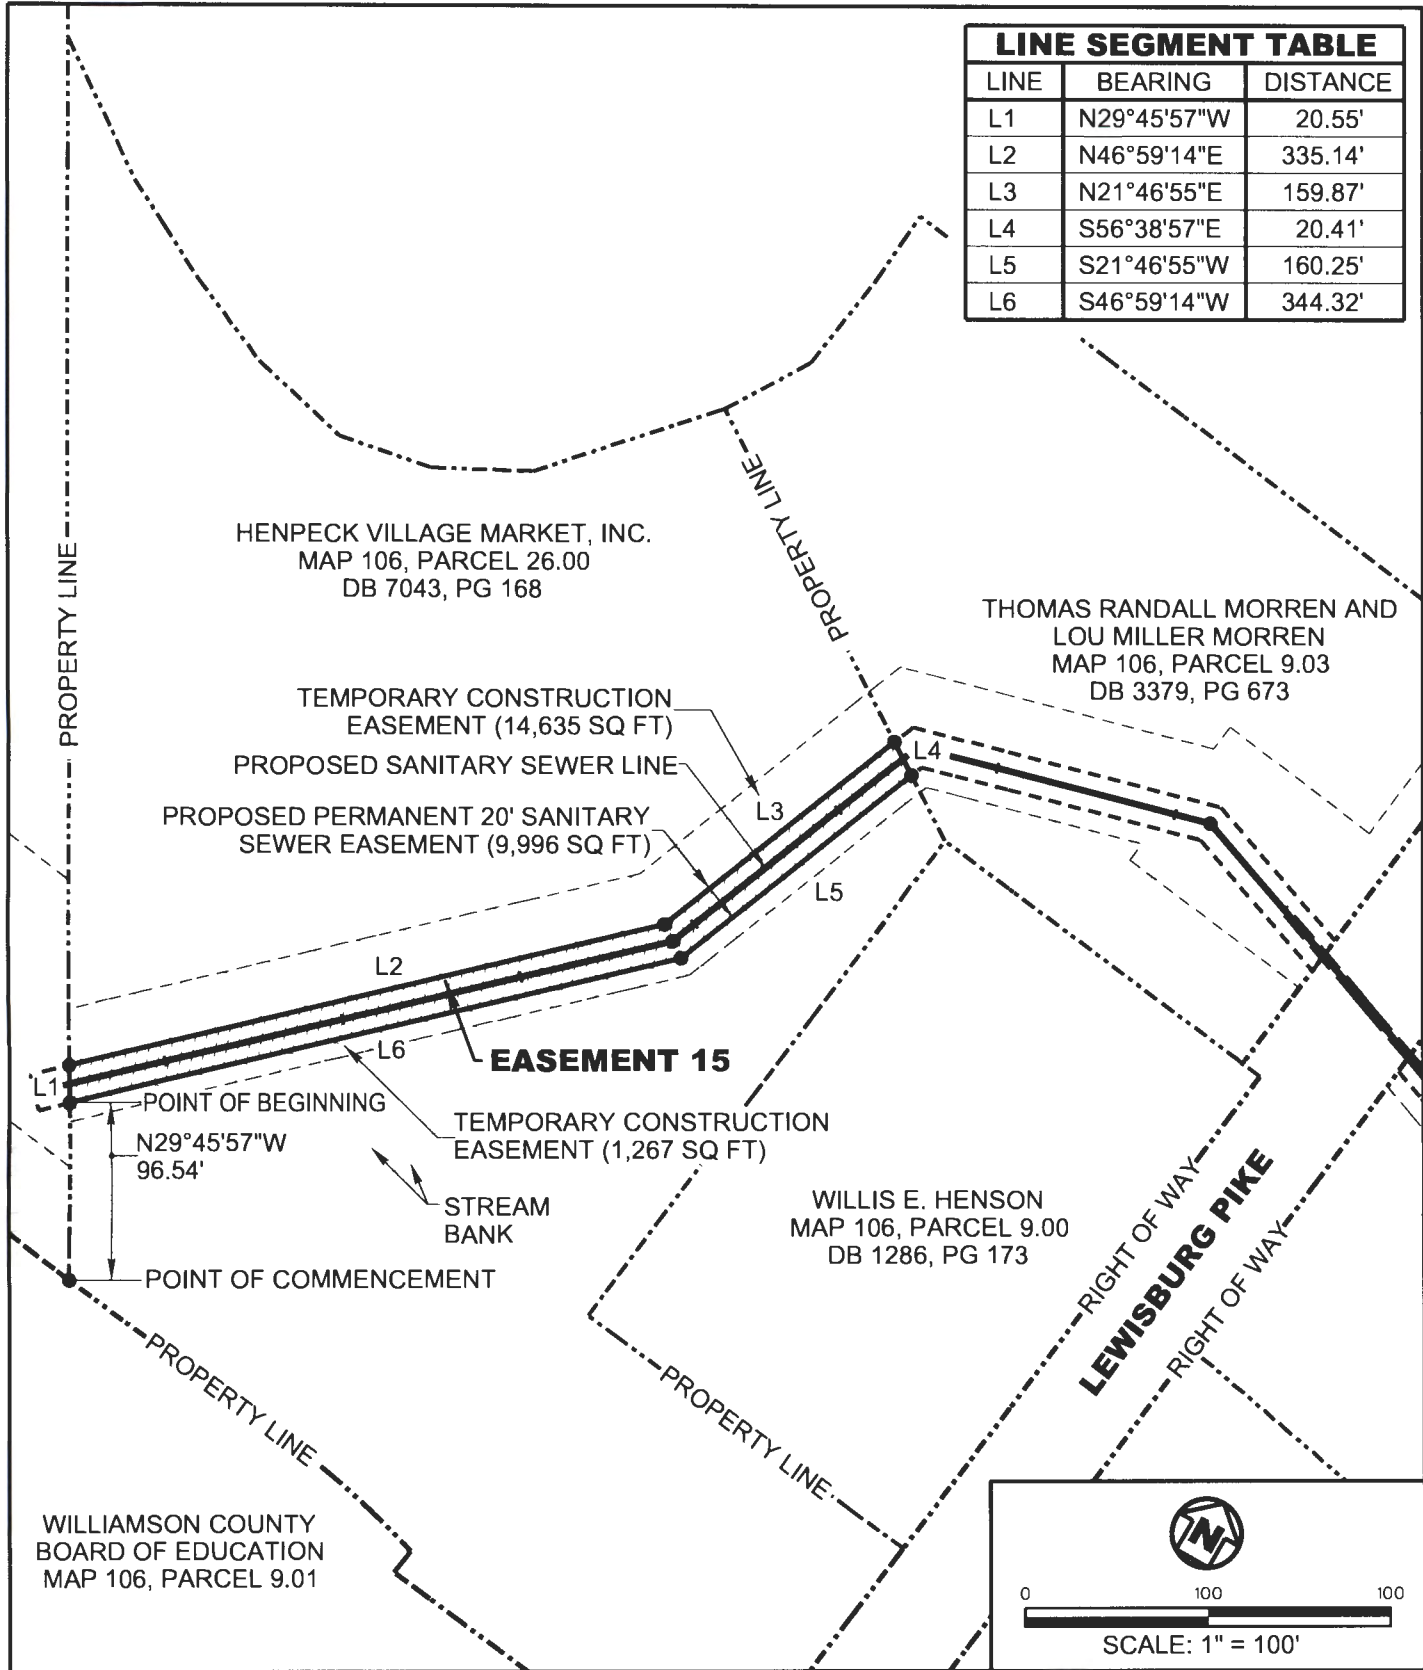 LINE SEGMENT TABLE
LINE BEARING DISTANCE
L1 N29°45'57"W 20.55'
L2 N46°59'14"E 335.14'
L3 N21°46'55"E 159.87'
L4 S56°38'57"E 20.41'
L5 S21°46'55"W 160.25'
L6 S46°59'14"W 344.32'
PROPERTY LINE
HENPECK VILLAGE MARKET, INC.
MAP 106, PARCEL 26.00
DB 7043, PG 168
PROPERTY LINE
THOMAS RANDALL MORREN AND
LOU MILLER MORREN
MAP 106, PARCEL 9.03
DB 3379, PG 673
TEMPORARY CONSTRUCTION
EASEMENT (14,635 SQ FT)
PROPOSED SANITARY SEWER LINE
PROPOSED PERMANENT 20' SANITARY
SEWER EASEMENT (9,996 SQ FT)
L4
L3
L5
L2
L6
L1
EASEMENT 15
POINT OF BEGINNING
N29°45'57"W
96.54'
TEMPORARY CONSTRUCTION
EASEMENT (1,267 SQ FT)
STREAM
BANK
POINT OF COMMENCEMENT
WILLIS E. HENSON
MAP 106, PARCEL 9.00
DB 1286, PG 173
RIGHT OF WAY
LEWISBURG PIKE
RIGHT OF WAY
PROPERTY LINE
PROPERTY LINE
WILLIAMSON COUNTY
BOARD OF EDUCATION
MAP 106, PARCEL 9.01
N
0 100 100
SCALE: 1" = 100'